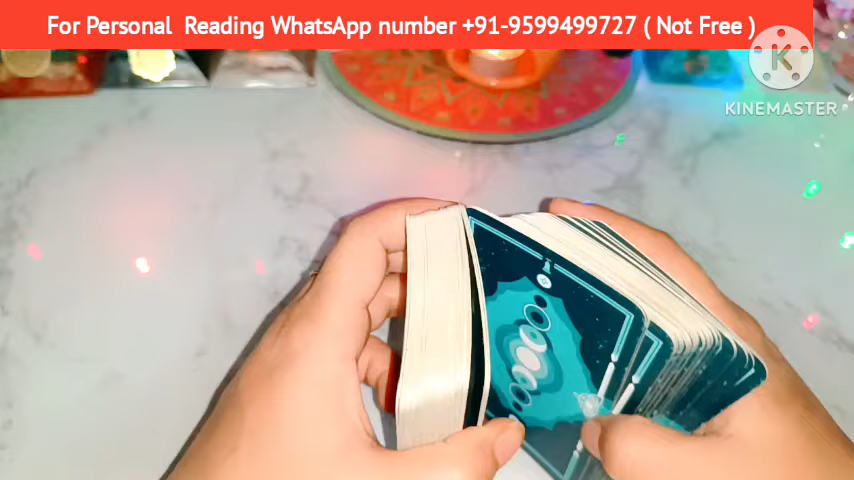 For Personal Reading WhatsApp number +91-9599499727 ( Not Free )
K
KINEMASTER